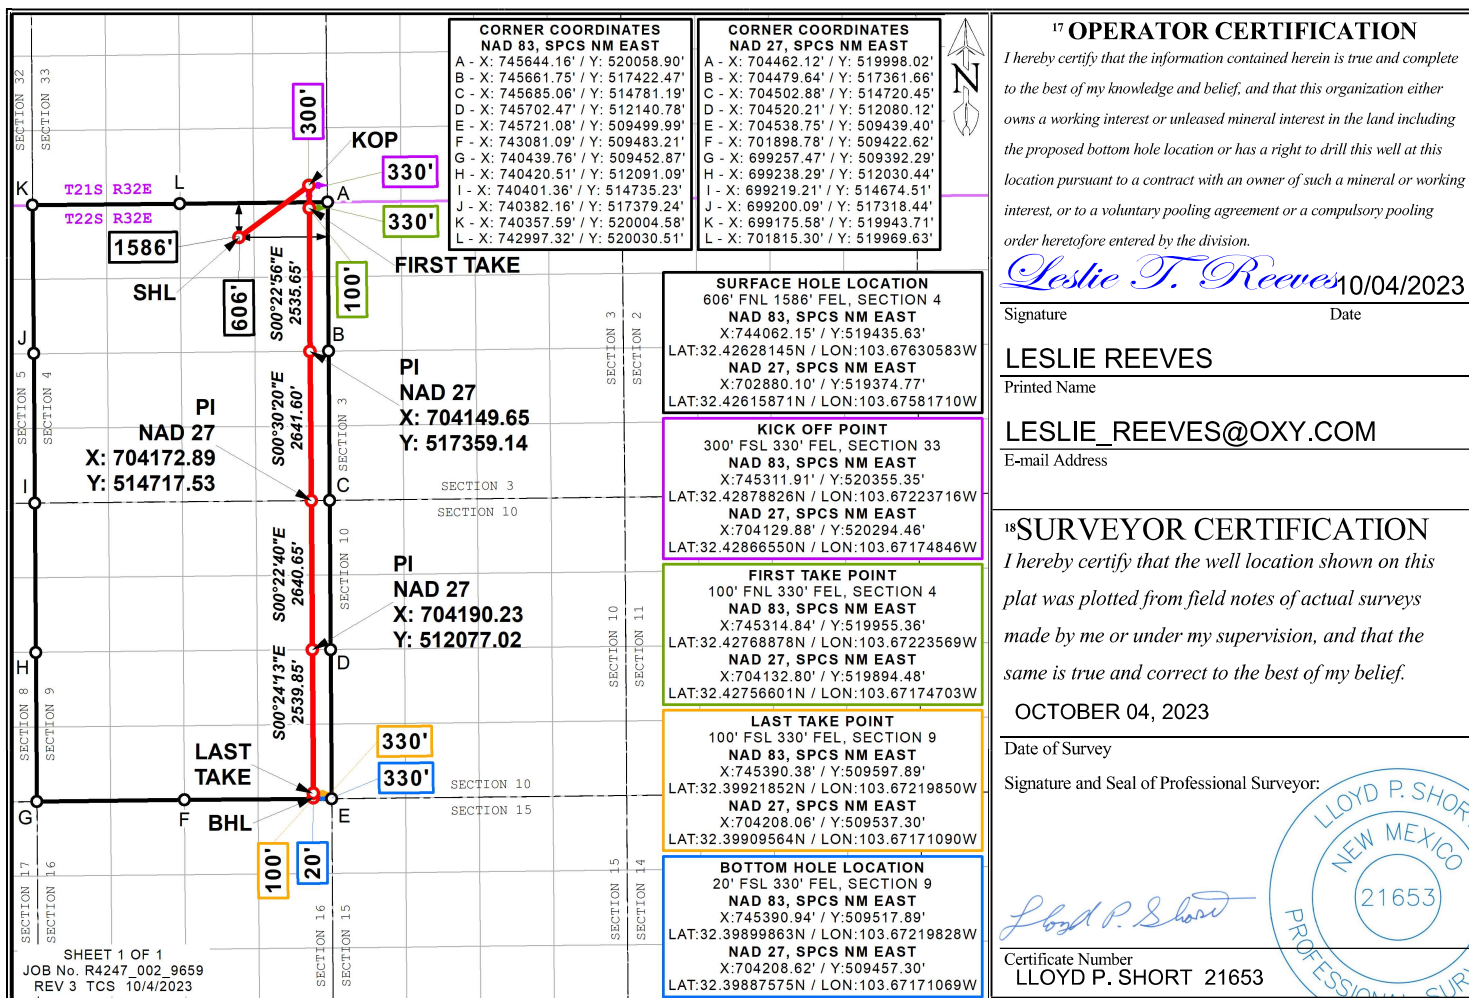 CORNER COORDINATES
NAD 83, SPCS NM EAST
A - X: 745644.16' / Y: 520058.90'
B - X: 745661.75' / Y: 517422.47'
C - X: 745685.06' / Y: 514781.19'
D - X: 745702.47' / Y: 512140.78'
E - X: 745721.08' / Y: 509499.99'
F - X: 743081.09' / Y: 509483.21'
G - X: 740439.76' / Y: 509452.87'
H - X: 740420.51' / Y: 512091.09'
I - X: 740401.36' / Y: 514735.23'
J - X: 740382.16' / Y: 517379.24'
K - X: 740357.59' / Y: 520004.58'
L - X: 742997.32' / Y: 520030.51'
CORNER COORDINATES
NAD 27, SPCS NM EAST
A - X: 704462.12' / Y: 519998.02'
B - X: 704479.64' / Y: 517361.66'
C - X: 704502.88' / Y: 514720.45'
D - X: 704520.21' / Y: 512080.12'
E - X: 704538.75' / Y: 509439.40'
F - X: 701898.78' / Y: 509422.62'
G - X: 699257.47' / Y: 509392.29'
H - X: 699238.29' / Y: 512030.44'
I - X: 699219.21' / Y: 514674.51'
J - X: 699200.09' / Y: 517318.44'
K - X: 699175.58' / Y: 519943.71'
L - X: 701815.30' / Y: 519969.63'
N
SECTION 32
SECTION 33
300'
KOP
330'
K
T21S R32E
L
A
T22S R32E
330'
1586'
FIRST TAKE
SHL
606'
S00°22'56"E
2535.65'
100'
J
B
SECTION 5
SECTION 4
SECTION 3
SECTION 2
PI
NAD 27
X: 704149.65
Y: 517359.14
PI
NAD 27
X: 704172.89
Y: 514717.53
S00°30'20"E
2641.60'
SECTION 3
I
C
SECTION 3
SECTION 10
S00°22'40"E
2640.65'
SECTION 10
PI
NAD 27
X: 704190.23
Y: 512077.02
SECTION 10
SECTION 11
H
D
SECTION 8
SECTION 9
S00°24'13"E
2539.85'
LAST
TAKE
330'
330'
SECTION 10
SECTION 15
G
F
BHL
E
100'
20'
SECTION 17
SECTION 16
SECTION 16
SECTION 15
SECTION 15
SECTION 14
SHEET 1 OF 1
JOB No. R4247_002_9659
REV 3 TCS 10/4/2023
SURFACE HOLE LOCATION
606' FNL 1586' FEL, SECTION 4
NAD 83, SPCS NM EAST
X:744062.15' / Y:519435.63'
LAT:32.42628145N / LON:103.67630583W
NAD 27, SPCS NM EAST
X:702880.10' / Y:519374.77'
LAT:32.42615871N / LON:103.67581710W
KICK OFF POINT
300' FSL 330' FEL, SECTION 33
NAD 83, SPCS NM EAST
X:745311.91' / Y:520355.35'
LAT:32.42878826N / LON:103.67223716W
NAD 27, SPCS NM EAST
X:704129.88' / Y:520294.46'
LAT:32.42866550N / LON:103.67174846W
FIRST TAKE POINT
100' FNL 330' FEL, SECTION 4
NAD 83, SPCS NM EAST
X:745314.84' / Y:519955.36'
LAT:32.42768878N / LON:103.67223569W
NAD 27, SPCS NM EAST
X:704132.80' / Y:519894.48'
LAT:32.42756601N / LON:103.67174703W
LAST TAKE POINT
100' FSL 330' FEL, SECTION 9
NAD 83, SPCS NM EAST
X:745390.38' / Y:509597.89'
LAT:32.39921852N / LON:103.67219850W
NAD 27, SPCS NM EAST
X:704208.06' / Y:509537.30'
LAT:32.39909564N / LON:103.67171090W
BOTTOM HOLE LOCATION
20' FSL 330' FEL, SECTION 9
NAD 83, SPCS NM EAST
X:745390.94' / Y:509517.89'
LAT:32.39899863N / LON:103.67219828W
NAD 27, SPCS NM EAST
X:704208.62' / Y:509457.30'
LAT:32.39887575N / LON:103.67171069W
17 OPERATOR CERTIFICATION
I hereby certify that the information contained herein is true and complete
to the best of my knowledge and belief, and that this organization either
owns a working interest or unleased mineral interest in the land including
the proposed bottom hole location or has a right to drill this well at this
location pursuant to a contract with an owner of such a mineral or working
interest, or to a voluntary pooling agreement or a compulsory pooling
order heretofore entered by the division.
Leslie T. Reeves 10/04/2023
Signature Date
LESLIE REEVES
Printed Name
LESLIE_REEVES@OXY.COM
E-mail Address
18 SURVEYOR CERTIFICATION
I hereby certify that the well location shown on this
plat was plotted from field notes of actual surveys
made by me or under my supervision, and that the
same is true and correct to the best of my belief.
OCTOBER 04, 2023
Date of Survey
Signature and Seal of Professional Surveyor:
LLOYD P. SHORT
NEW MEXICO
21653
PROFESSIONAL SUR
Lloyd P. Short
Certificate Number
LLOYD P. SHORT 21653